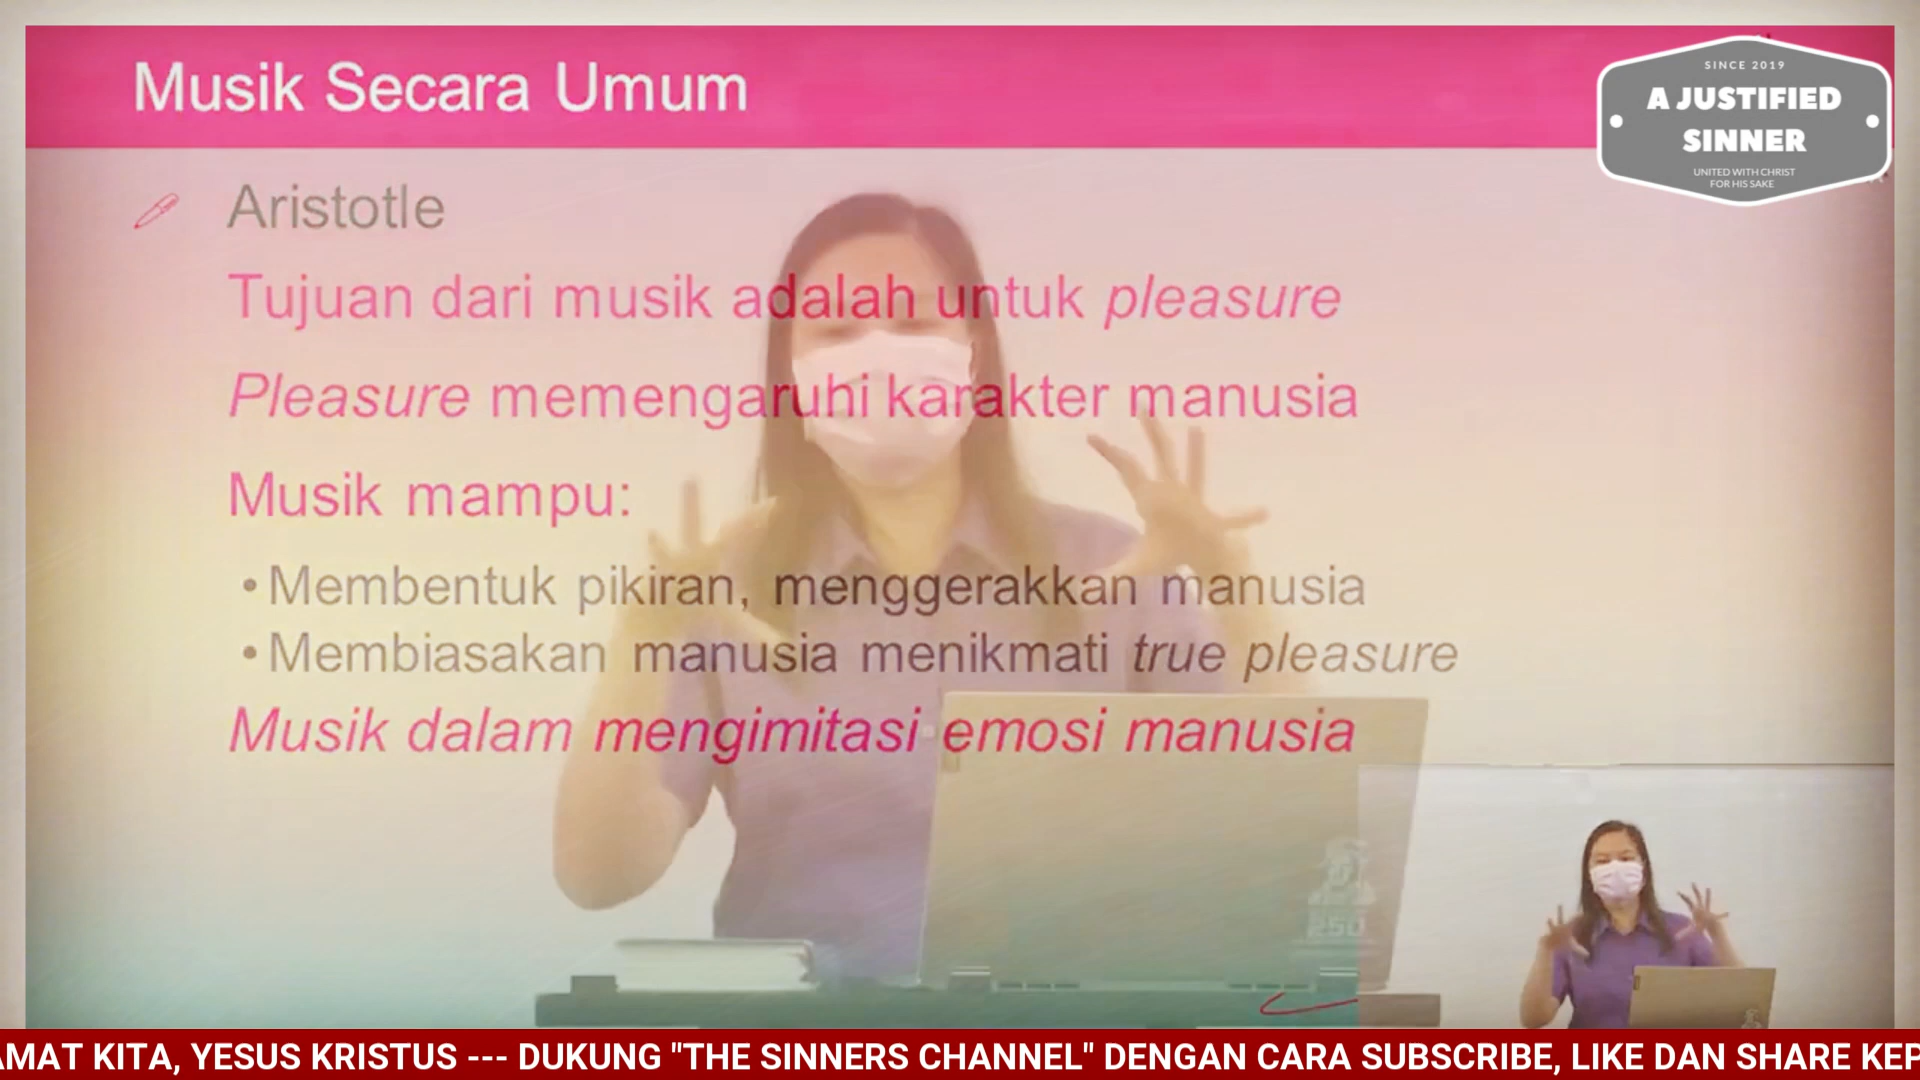 Musik Secara Umum
SINCE 2019
A JUSTIFIED
SINNER
UNITED WITH CHRIST
FOR HIS SAKE
Aristotle
Tujuan dari musik adalah untuk pleasure
Pleasure memengaruhi karakter manusia
Musik mampu:
• Membentuk pikiran, menggerakkan manusia
• Membiasakan manusia menikmati true pleasure
Musik dalam mengimitasi emosi manusia
250
AMAT KITA, YESUS KRISTUS --- DUKUNG "THE SINNERS CHANNEL" DENGAN CARA SUBSCRIBE, LIKE DAN SHARE KEP